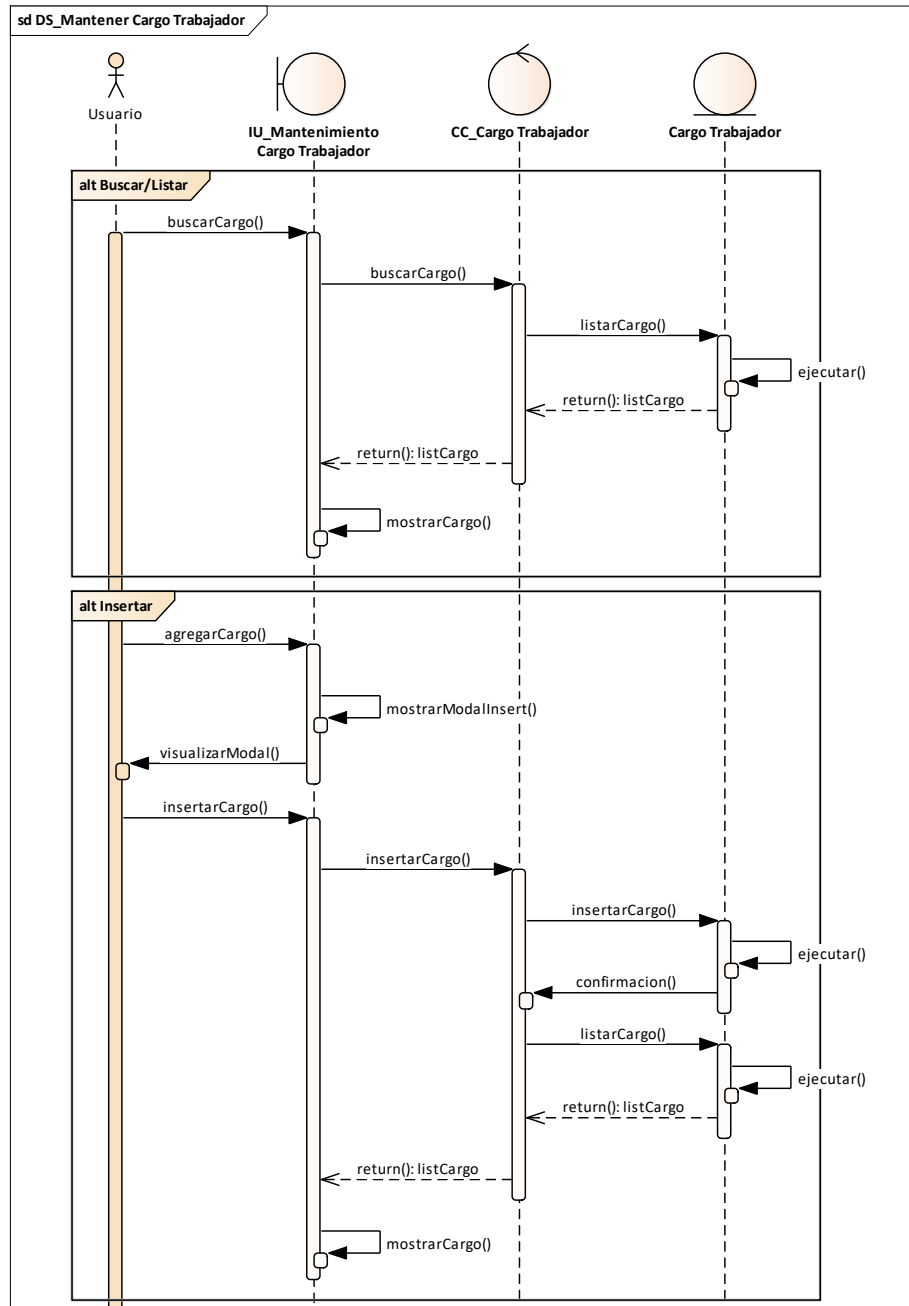 sd DS_Mantener Cargo Trabajador
Usuario
IU_Mantenimiento
Cargo Trabajador
CC_Cargo Trabajador
Cargo Trabajador
alt Buscar/Listar
buscarCargo()
buscarCargo()
listarCargo()
ejecutar()
return(): listCargo
return(): listCargo
mostrarCargo()
alt Insertar
agregarCargo()
mostrarModalInsert()
visualizarModal()
insertarCargo()
insertarCargo()
insertarCargo()
ejecutar()
confirmacion()
listarCargo()
ejecutar()
return(): listCargo
return(): listCargo
mostrarCargo()